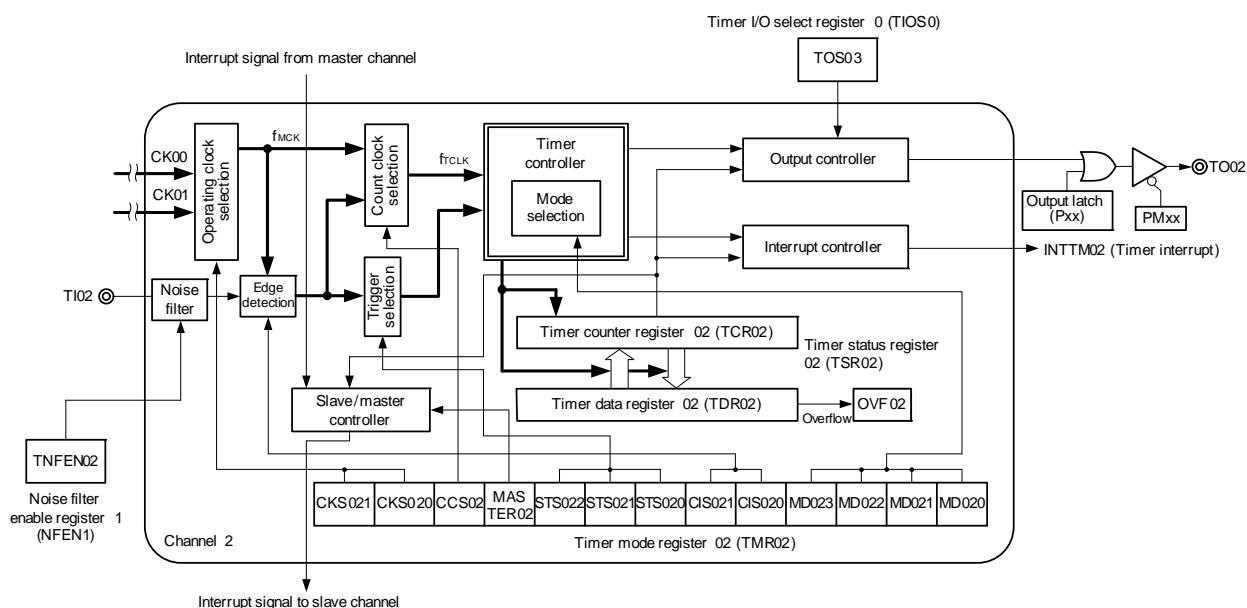 Timer I/O select register 0 (TIOS0)
TOS03
Interrupt signal from master channel
CK00
CK01
Operating clock
selection
fMCK
Count clock
selection
fTCLK
Timer
controller
Mode
selection
Output controller
Output latch
(Pxx)
PMxx
TO02
Interrupt controller
INTTM02 (Timer interrupt)
TI02
Noise
filter
Edge
detection
Trigger
selection
Timer counter register 02 (TCR02)
Timer status register
02 (TSR02)
Slave/master
controller
Timer data register 02 (TDR02)
Overflow
OVF02
TNFEN02
Noise filter
enable register 1
(NFEN1)
CKS021
CKS020
CCS02
MAS
TER02
STS022
STS021
STS020
CIS021
CIS020
MD023
MD022
MD021
MD020
Channel 2
Timer mode register 02 (TMR02)
Interrupt signal to slave channel